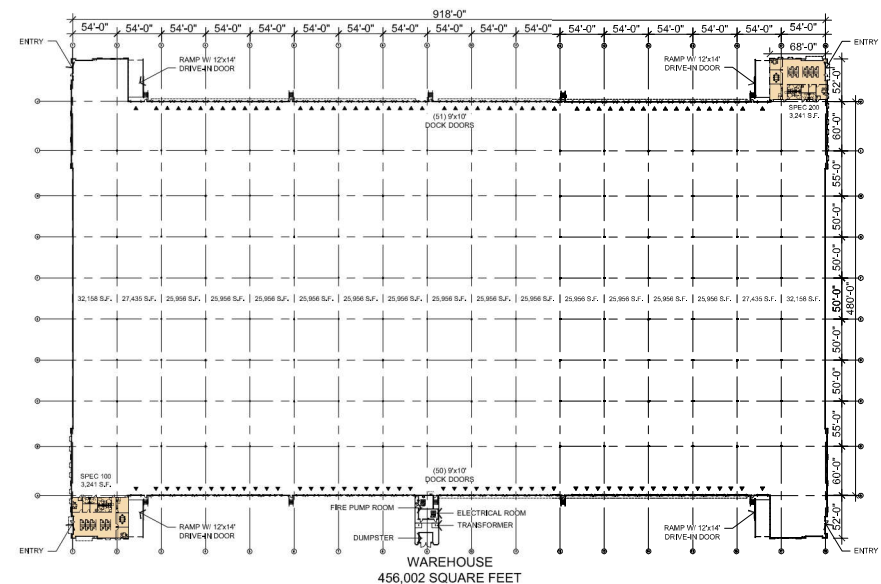 918'-0"
54'-0" 54'-0" 54'-0" 54'-0" 54'-0" 54'-0" 54'-0" 54'-0" 54'-0" 54'-0" 54'-0" 54'-0" 54'-0" 54'-0" 54'-0" 54'-0" 54'-0"
68'-0"
ENTRY
ENTRY
RAMP W/ 12'x14'
DRIVE-IN DOOR
RAMP W/ 12'x14'
DRIVE-IN DOOR
52'-0"
SPEC 200
3,241 S.F.
(51) 9'x10'
DOCK DOORS
60'-0"
55'-0"
50'-0"
50'-0"
32,158 S.F. 27,435 S.F. 25,956 S.F. 25,956 S.F. 25,956 S.F. 25,956 S.F. 25,956 S.F. 25,956 S.F. 25,956 S.F. 25,956 S.F. 25,956 S.F. 25,956 S.F. 25,956 S.F. 25,956 S.F. 25,956 S.F. 27,435 S.F. 32,158 S.F.
50'-0"
480'-0"
50'-0"
50'-0"
55'-0"
60'-0"
SPEC 100
3,241 S.F.
(50) 9'x10'
DOCK DOORS
FIRE PUMP ROOM
ELECTRICAL ROOM
TRANSFORMER
DUMPSTER
RAMP W/ 12'x14'
DRIVE-IN DOOR
RAMP W/ 12'x14'
DRIVE-IN DOOR
52'-0"
ENTRY
ENTRY
WAREHOUSE
456,002 SQUARE FEET